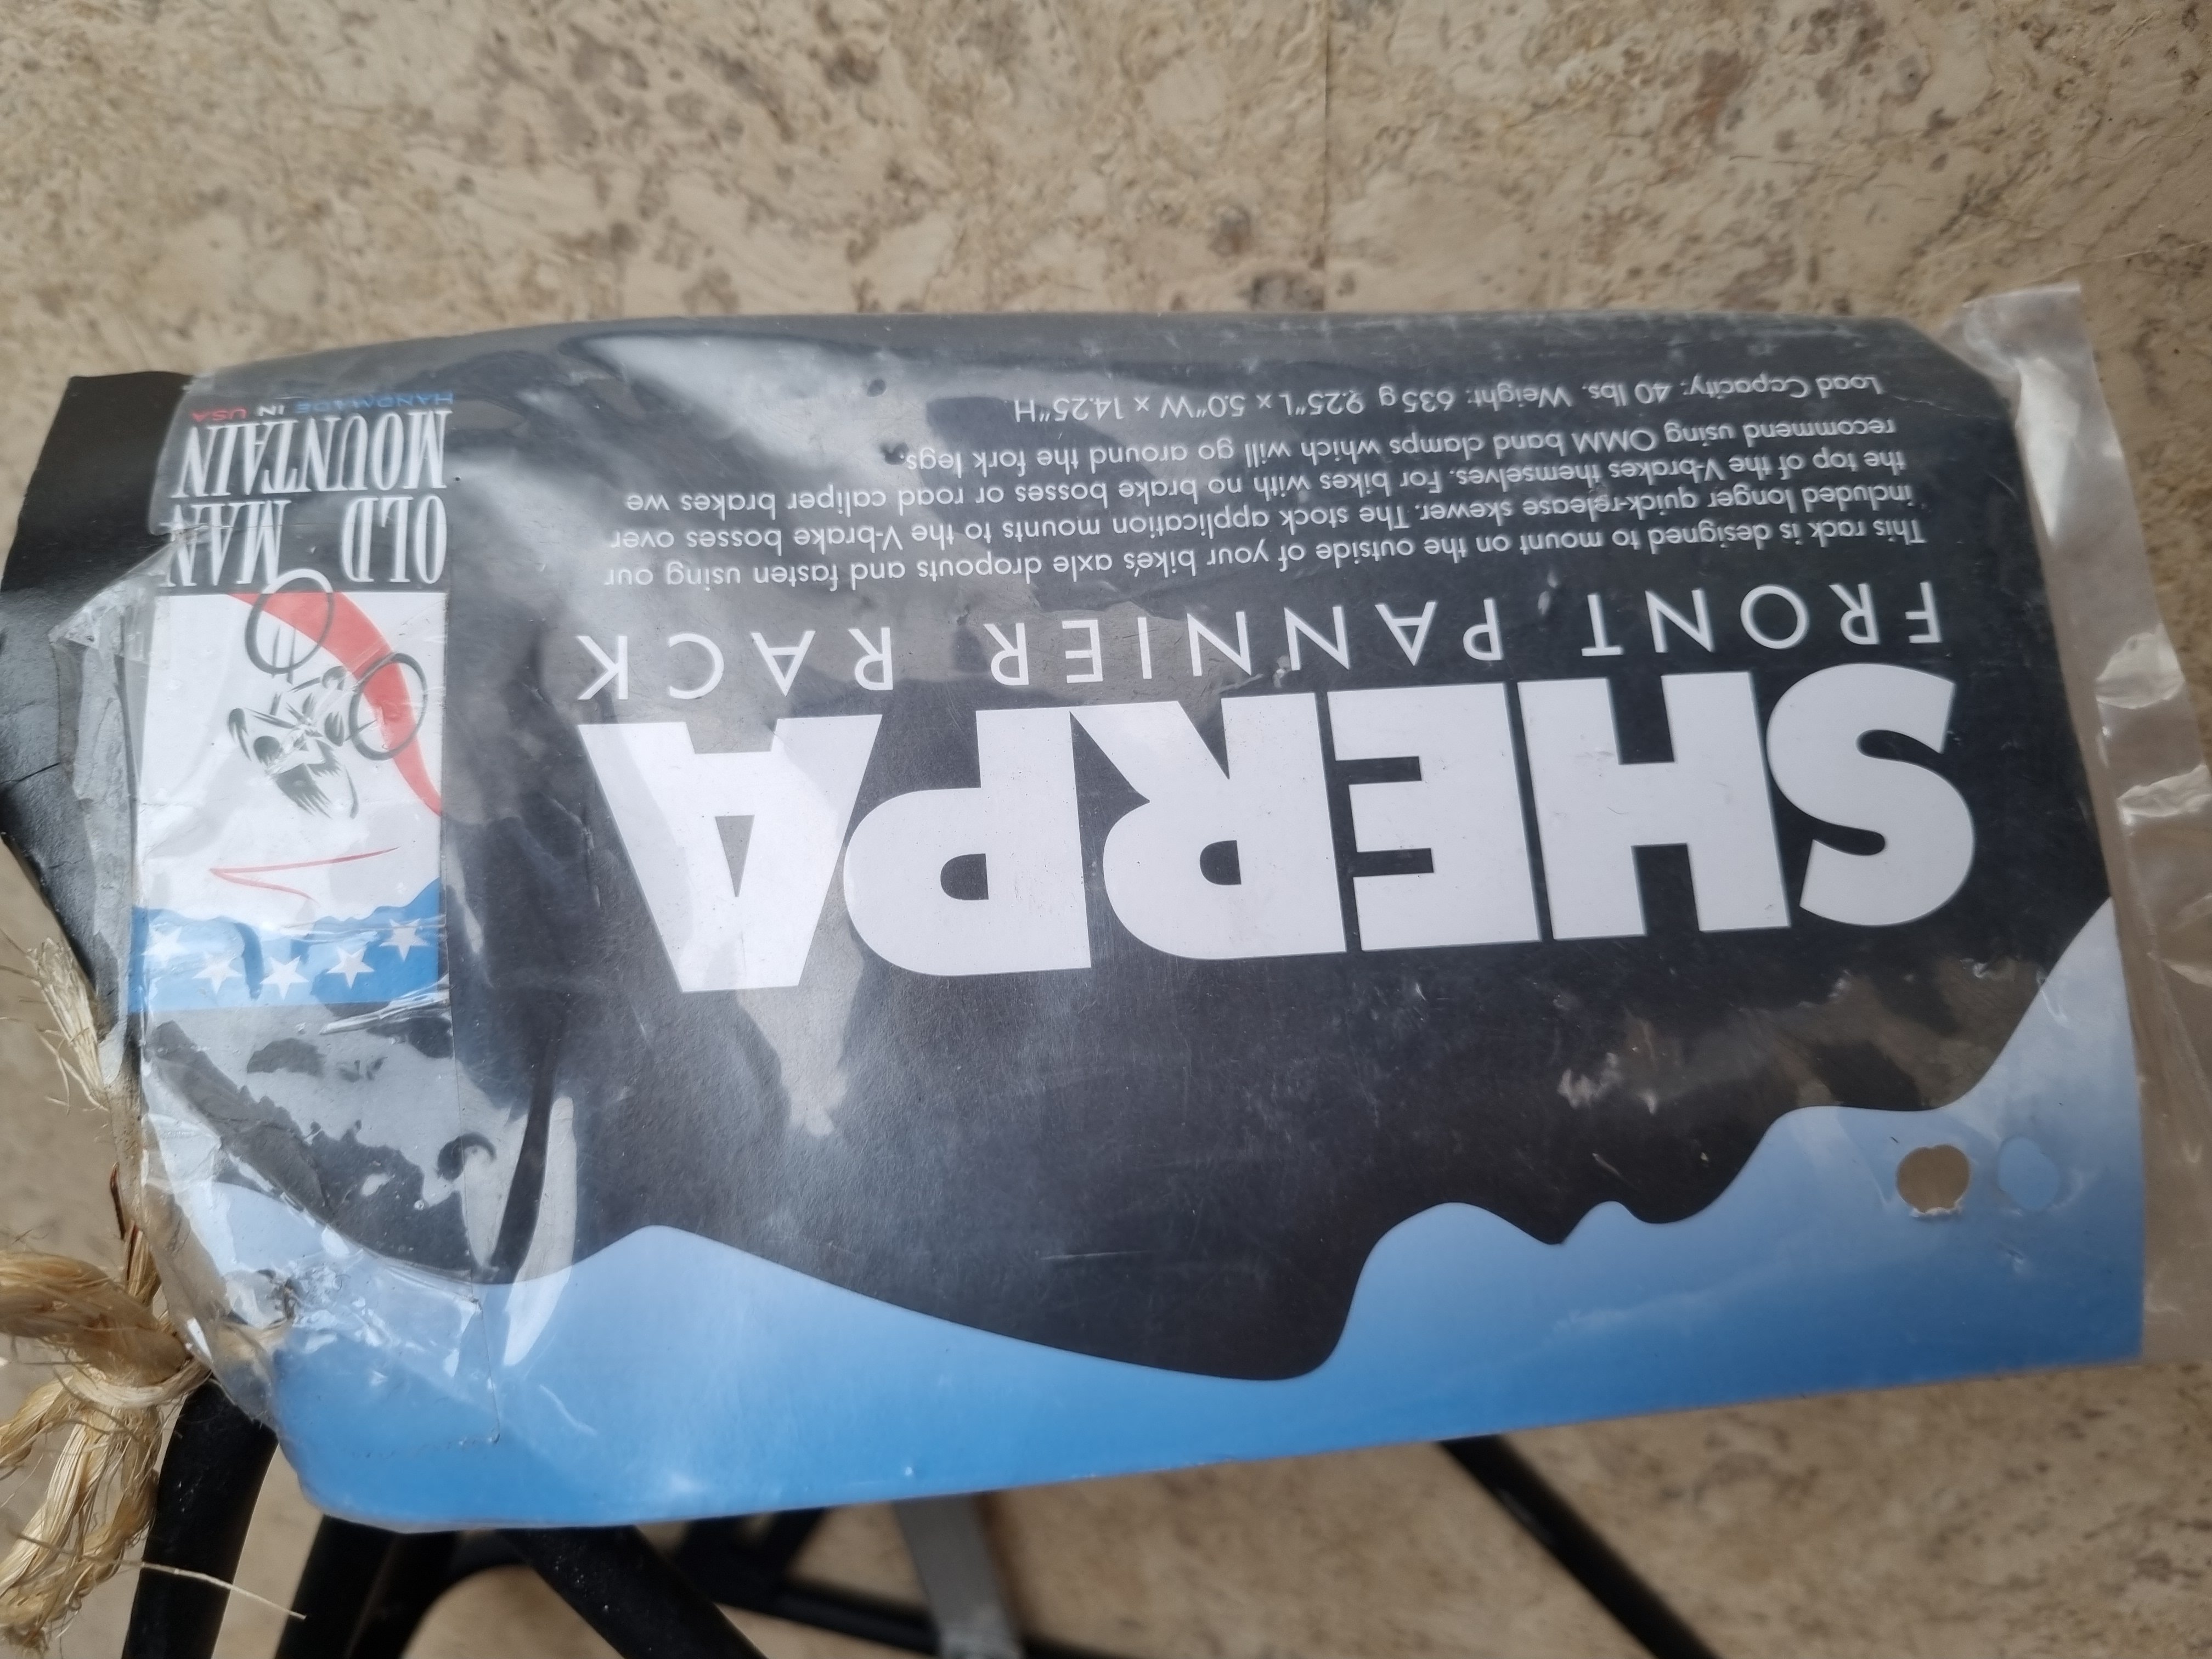 SHERPA
FRONT PANNIER RACK
This rack is designed to mount on the outside of your bike's axle dropouts and fasten using our
included longer quick-release skewer. The stock application mounts to the V-brake bosses over
the top of the V-brakes themselves. For bikes with no brake bosses or road caliper brakes we
recommend using OMM band clamps which will go around the fork legs.
Load Capacity: 40 lbs. Weight: 635 g 9.25"L x 5.0"W x 14.25"H
OLD MAN
MOUNTAIN
HANDMADE IN USA